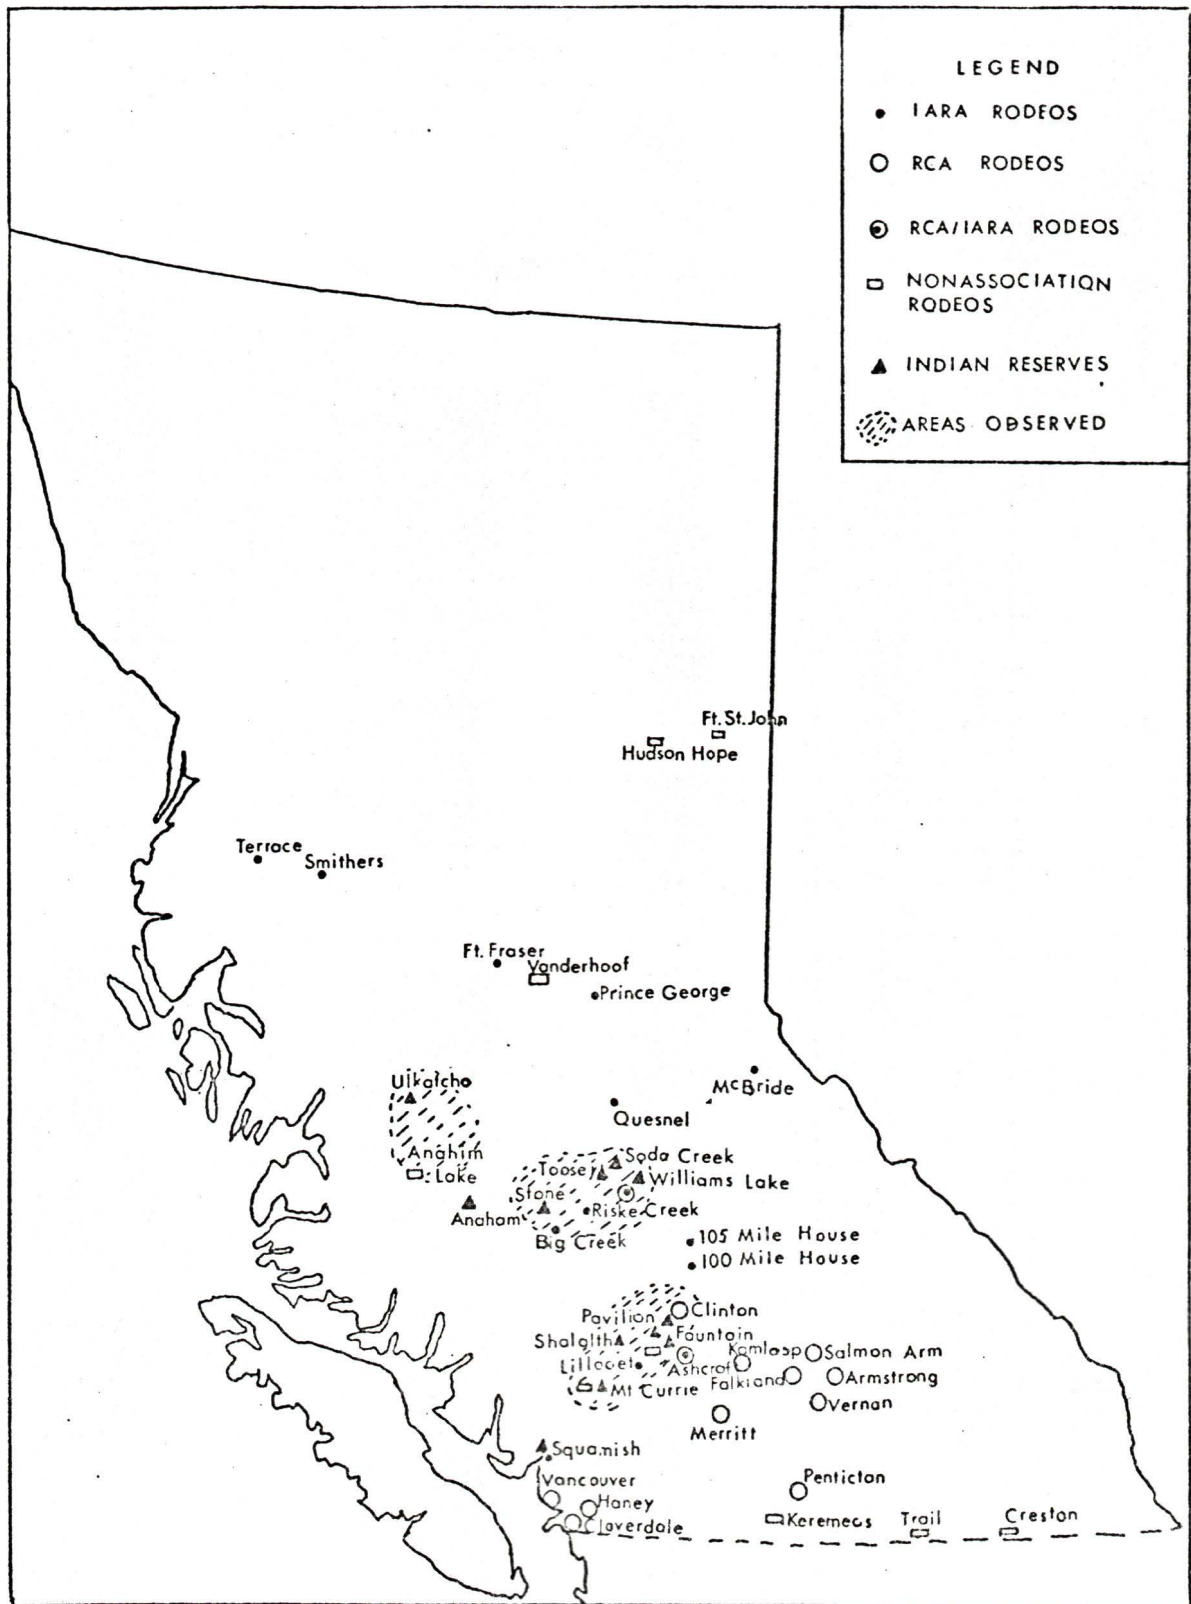 LEGEND
IARA RODEOS
RCA RODEOS
RCA/IARA RODEOS
NONASSOCIATION
RODEOS
INDIAN RESERVES
AREAS OBSERVED
Ft. St. John
Hudson Hope
Terrace
Smithers
Ft. Fraser
Vanderhoof
Prince George
McBride
Ulkatcho
Quesnel
Anahim
Lake
Soda Creek
Toosey
Williams Lake
Stone
Riske Creek
Anaham
Big Creek
105 Mile House
100 Mile House
Clinton
Pavilion
Fountain
Shalalth
Kamloop
Salmon Arm
Lillooet
Ashcroft
Falkland
Armstrong
Mt Currie
Vernan
Merritt
Squamish
Penticton
Vancouver
Haney
Keremeos
Trail
Creston
Cloverdale